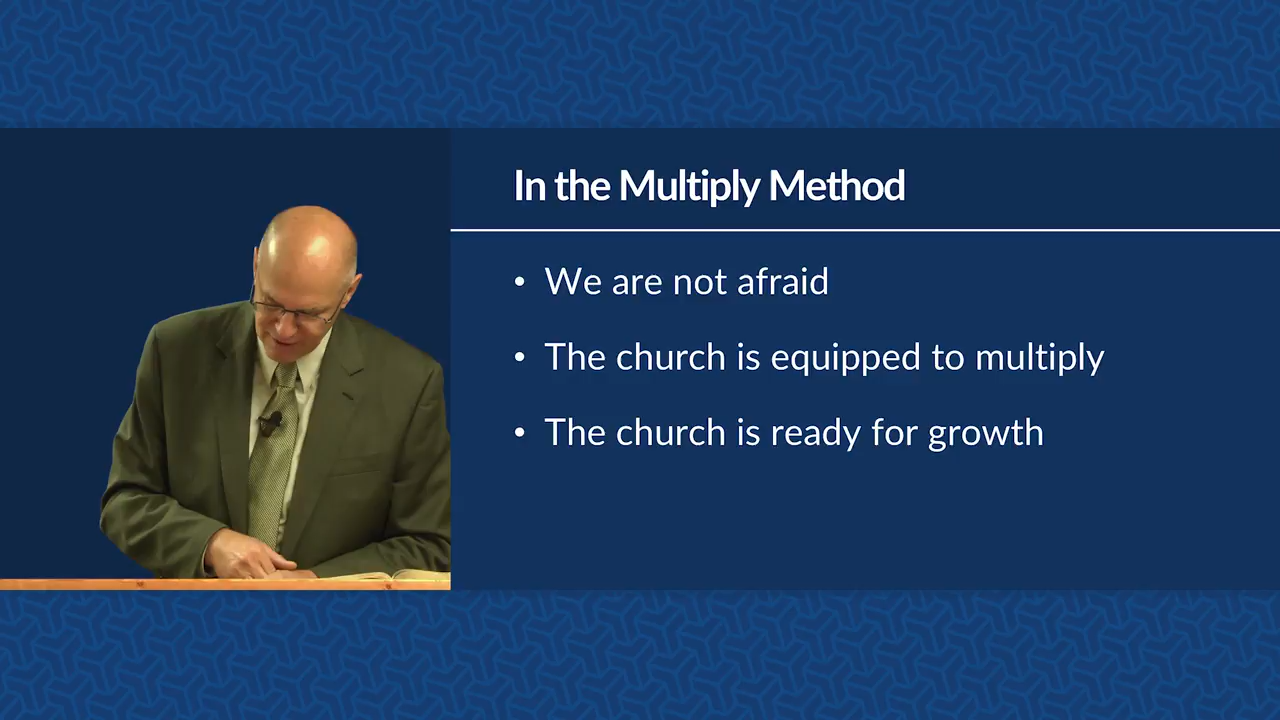 In the Multiply Method
• We are not afraid
• The church is equipped to multiply
• The church is ready for growth